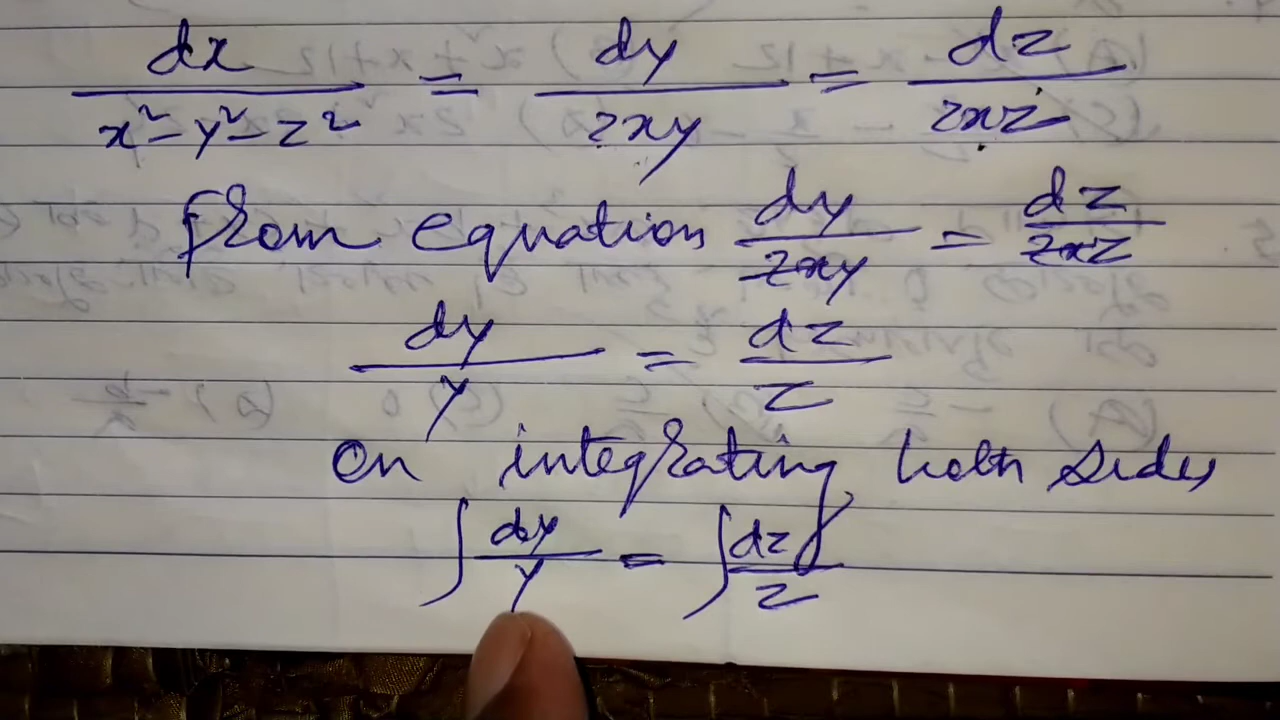 dx / x²-y²-z² = dy / 2xy = dz / 2xz
from equation dy / 2xy = dz / 2xz
dy / y = dz / z
On integrating both sides
∫ dy / y = ∫ dz / z